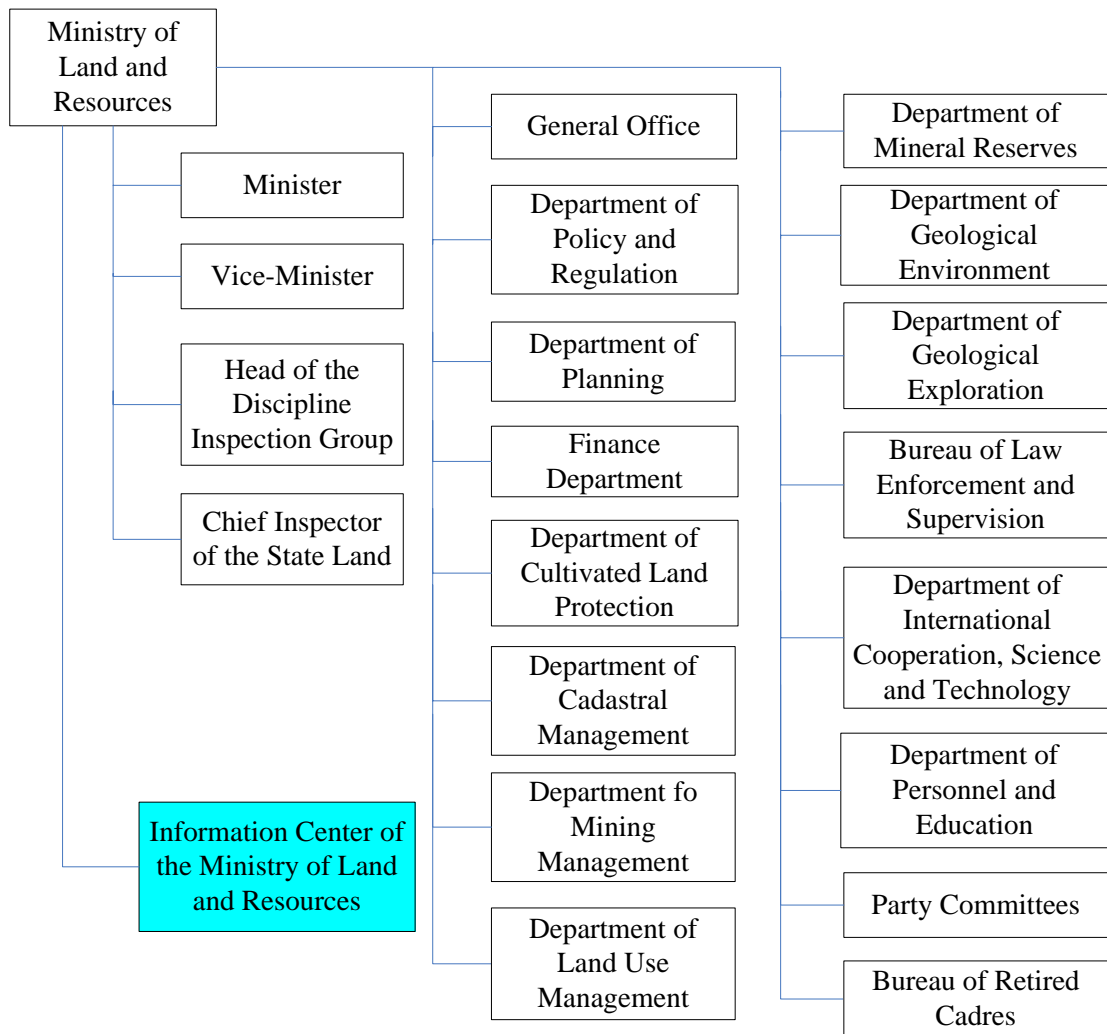 Ministry of
Land and
Resources
Minister
Vice-Minister
Head of the
Discipline
Inspection Group
Chief Inspector
of the State Land
Information Center of
the Ministry of Land
and Resources
General Office
Department of
Policy and
Regulation
Department of
Planning
Finance
Department
Department of
Cultivated Land
Protection
Department of
Cadastral
Management
Department fo
Mining
Management
Department of
Land Use
Management
Department of
Mineral Reserves
Department of
Geological
Environment
Department of
Geological
Exploration
Bureau of Law
Enforcement and
Supervision
Department of
International
Cooperation, Science
and Technology
Department of
Personnel and
Education
Party Committees
Bureau of Retired
Cadres